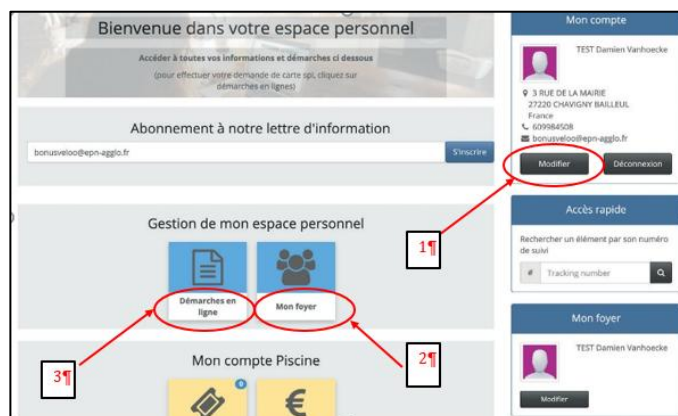 Bienvenue dans votre espace personnel
Accéder à toutes vos informations et démarches ci dessous
(pour effectuer votre demande de carte spi, cliquez sur
démarches en lignes)
Abonnement à notre lettre d'information
bonusveloo@epn-agglo.fr
S'inscrire
Gestion de mon espace personnel
Démarches en
ligne
Mon foyer
3¶
2¶
1¶
Mon compte Piscine
0
€
Mon compte
TEST Damien Vanhoecke
3 RUE DE LA MAIRIE
27220 CHAVIGNY BAILLEUL
France
609984508
bonusveloo@epn-agglo.fr
Modifier
Déconnexion
Accès rapide
Rechercher un élément par son numéro
de suivi
# Tracking number
Mon foyer
TEST Damien Vanhoecke
Modifier